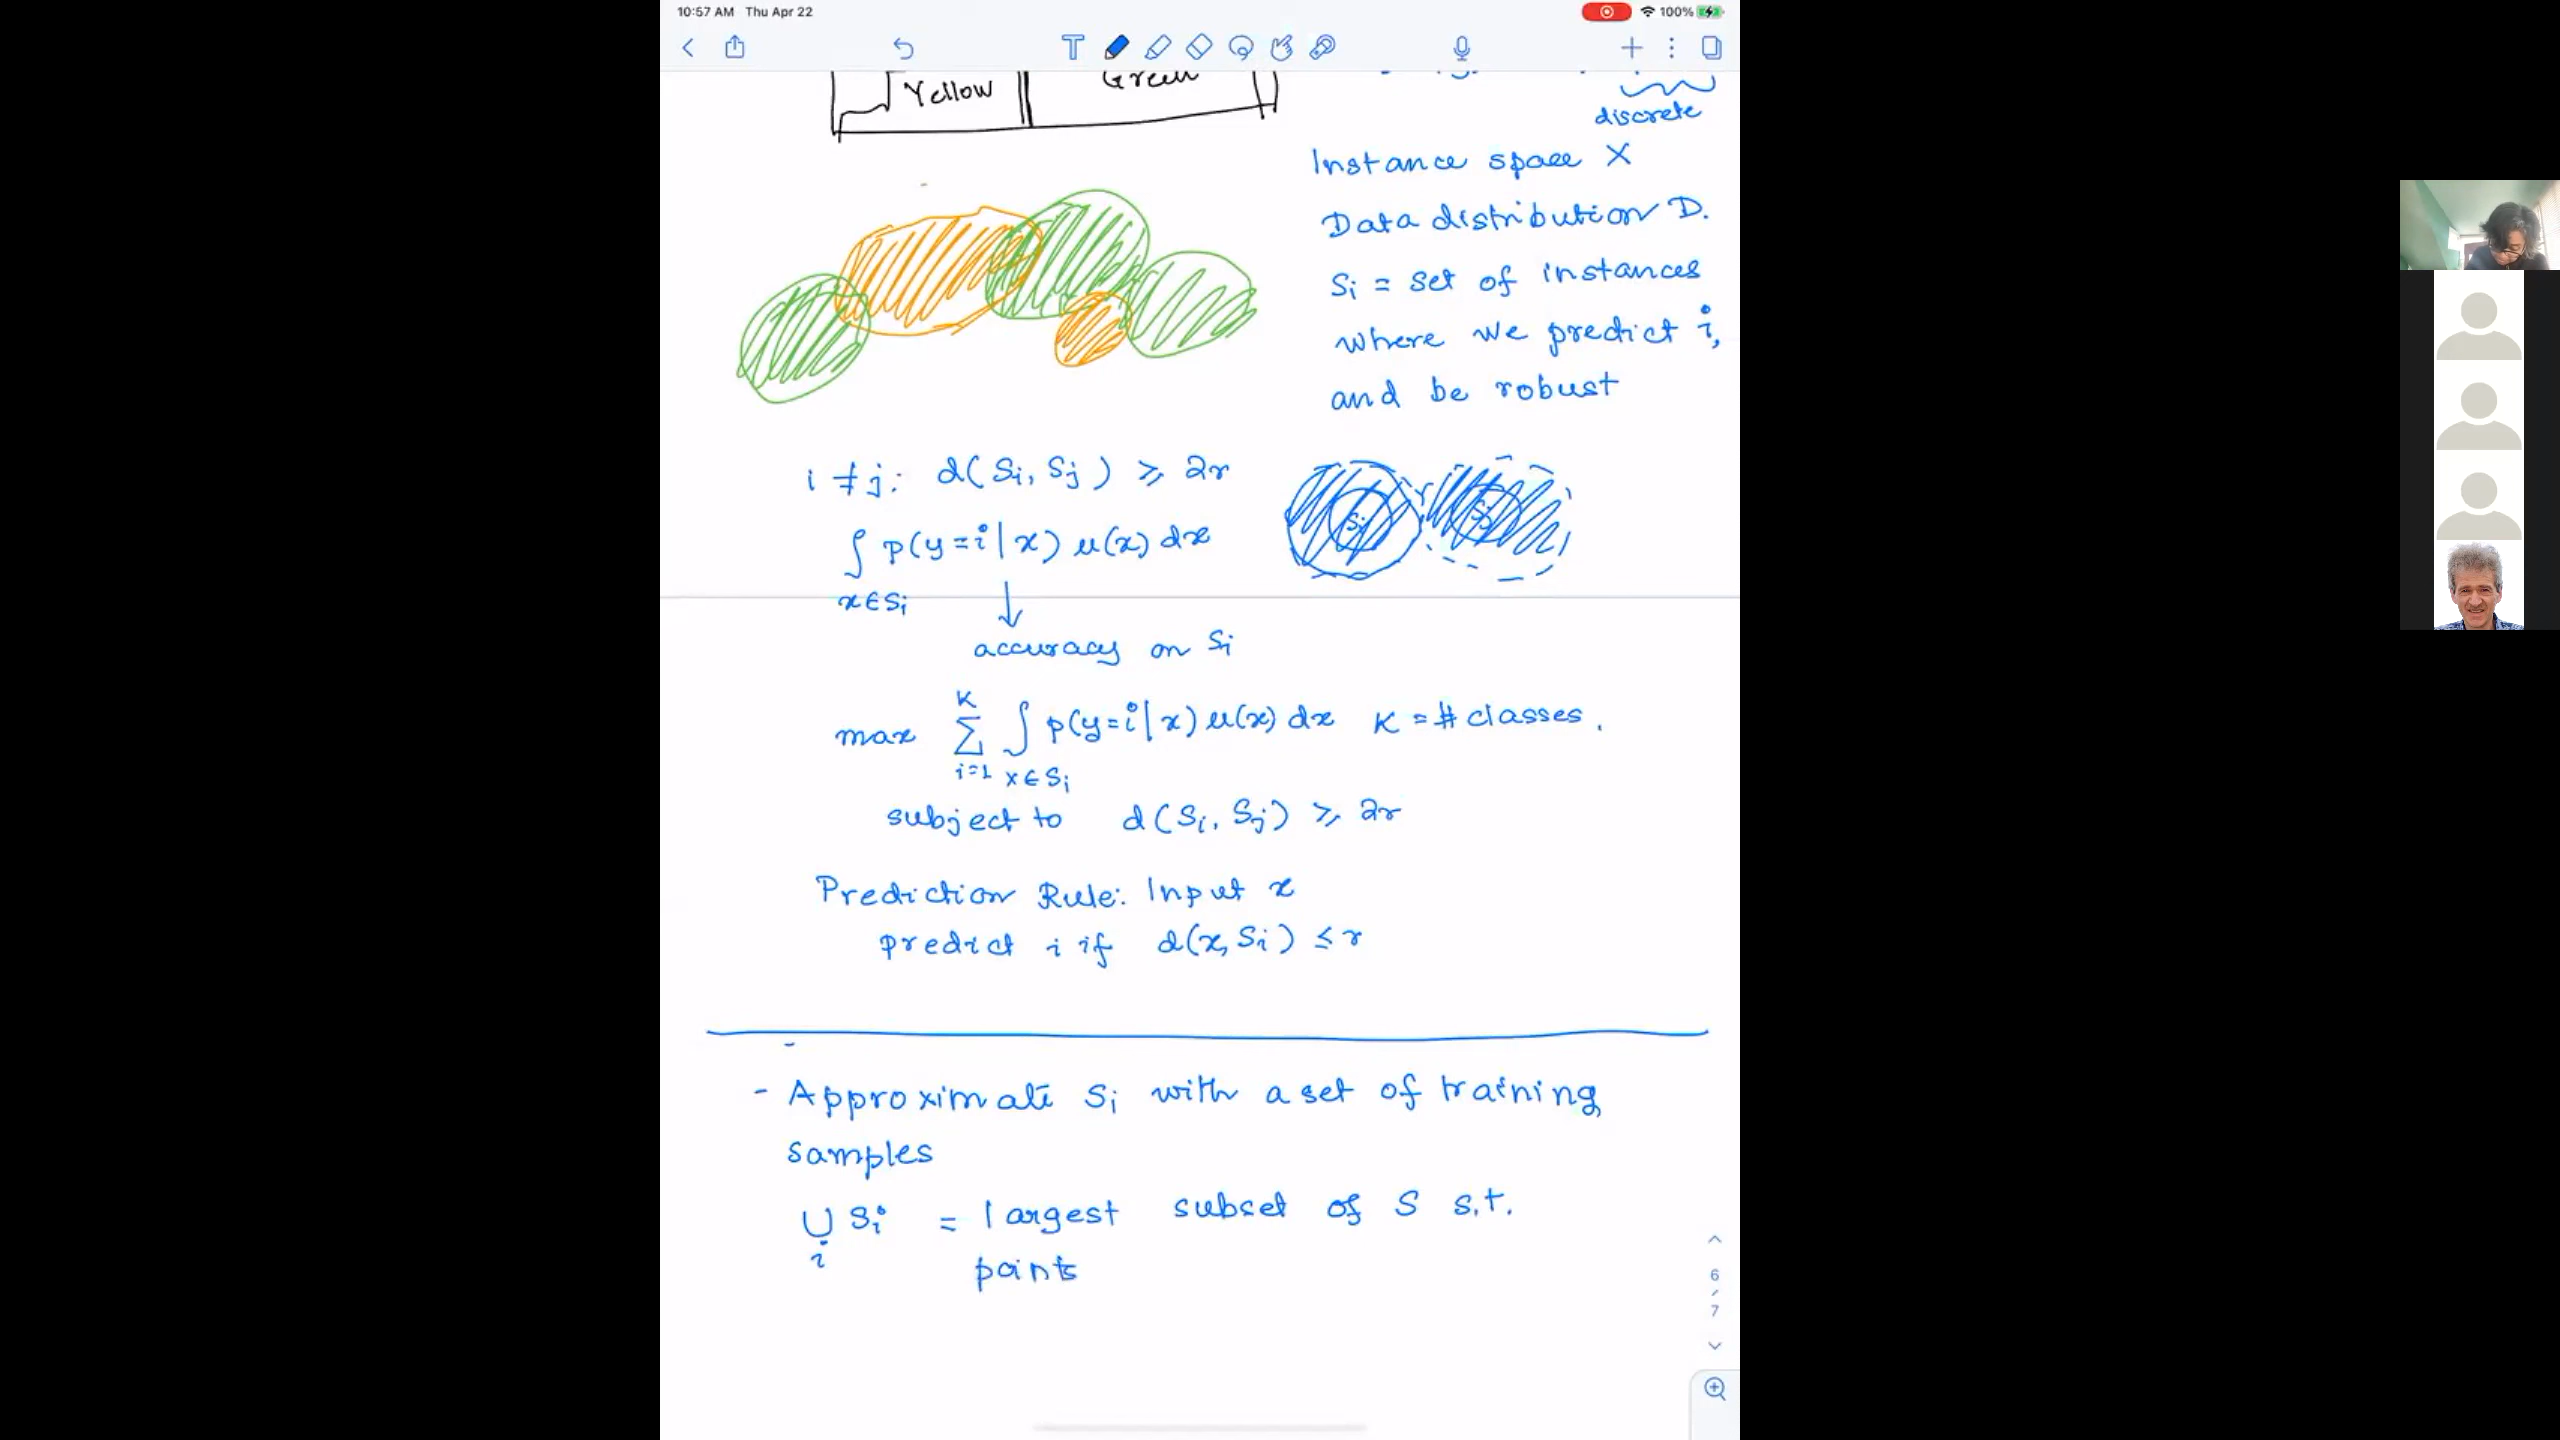 10:57 AM Thu Apr 22
100%
Yellow
Green
discrete
Instance space X
Data distribution D.
Si = set of instances
where we predict i,
and be robust
i ≠ j: d(Si, Sj) ≥ 2r
Si
r
Sj
∫ p(y=i|x) μ(x) dx
x∈Si
↓
accuracy on Si
max Σ ∫ p(y=i|x) μ(x) dx K = # classes.
K
i=1 x∈Si
subject to d(Si, Sj) ≥ 2r
Prediction Rule: Input x
predict i if d(x, Si) ≤ r
- Approximate Si with a set of training
samples
∪ Si = largest subset of S s.t.
i
points
6
/
7